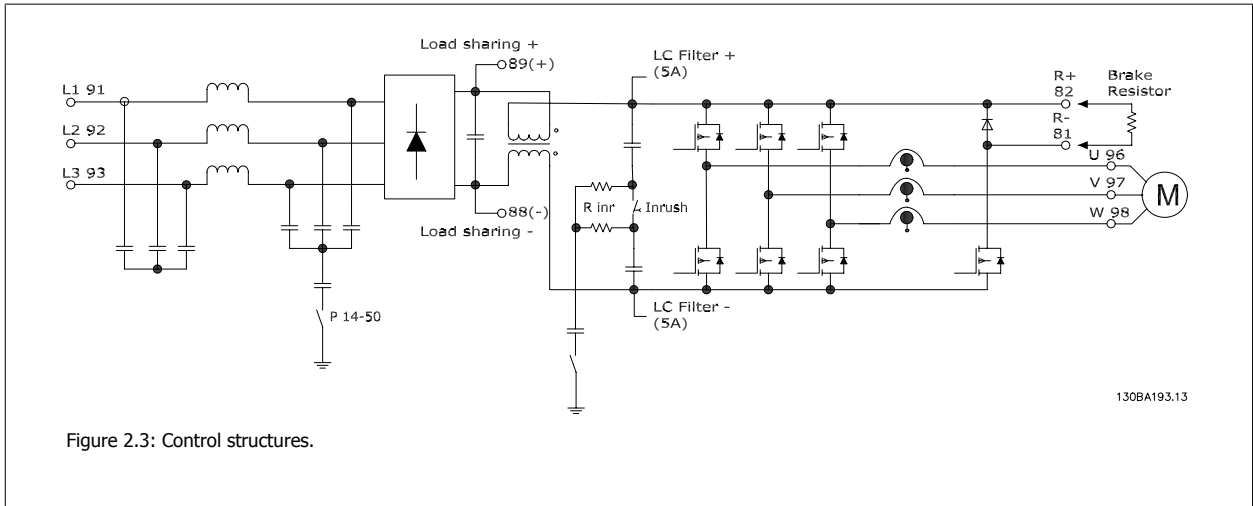 Load sharing +
89(+)
LC Filter +
(5A)
R+
82
Brake
Resistor
L1 91
L2 92
R-
81
U 96
L3 93
V 97
M
R inr
Inrush
88(-)
Load sharing -
W 98
LC Filter -
(5A)
P 14-50
130BA193.13
Figure 2.3: Control structures.